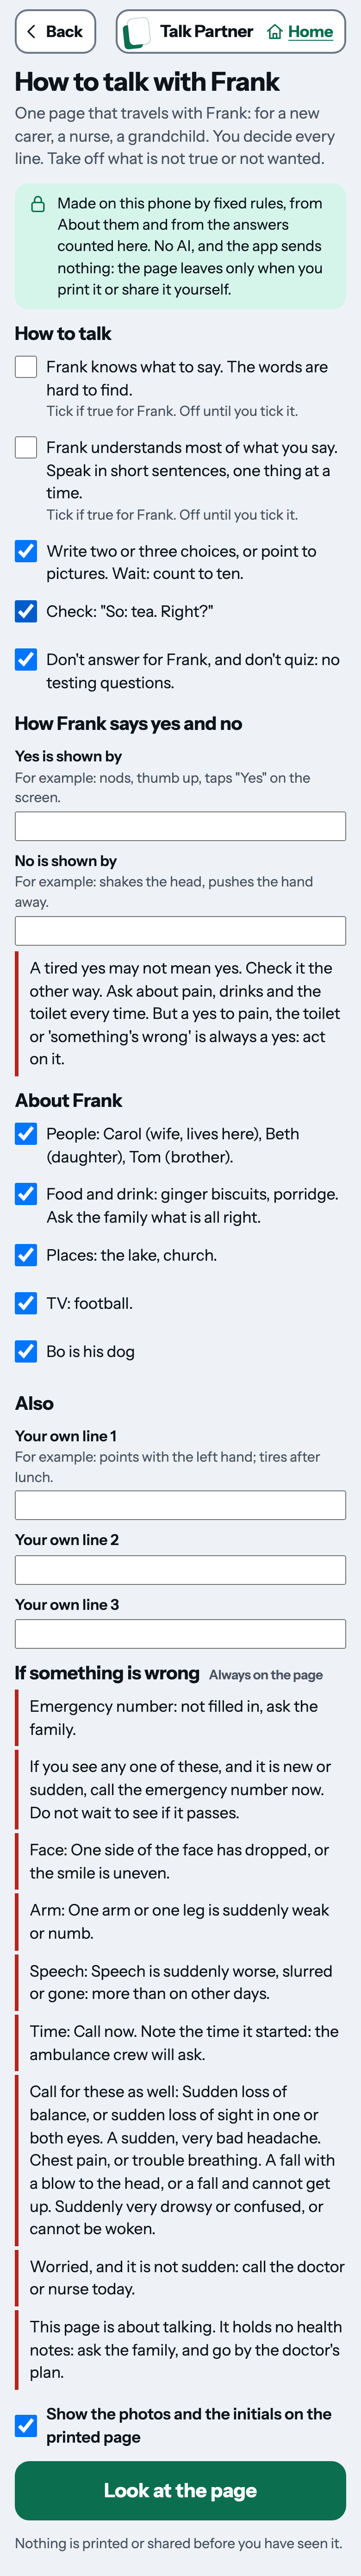 Back
Talk Partner
Home
How to talk with Frank
One page that travels with Frank: for a new
carer, a nurse, a grandchild. You decide every
line. Take off what is not true or not wanted.
Made on this phone by fixed rules, from
About them and from the answers
counted here. No AI, and the app sends
nothing: the page leaves only when you
print it or share it yourself.
How to talk
Frank knows what to say. The words are
hard to find.
Tick if true for Frank. Off until you tick it.
Frank understands most of what you say.
Speak in short sentences, one thing at a
time.
Tick if true for Frank. Off until you tick it.
Write two or three choices, or point to
pictures. Wait: count to ten.
Check: "So: tea. Right?"
Don't answer for Frank, and don't quiz: no
testing questions.
How Frank says yes and no
Yes is shown by
For example: nods, thumb up, taps "Yes" on the
screen.
No is shown by
For example: shakes the head, pushes the hand
away.
A tired yes may not mean yes. Check it the
other way. Ask about pain, drinks and the
toilet every time. But a yes to pain, the toilet
or 'something's wrong' is always a yes: act
on it.
About Frank
People: Carol (wife, lives here), Beth
(daughter), Tom (brother).
Food and drink: ginger biscuits, porridge.
Ask the family what is all right.
Places: the lake, church.
TV: football.
Bo is his dog
Also
Your own line 1
For example: points with the left hand; tires after
lunch.
Your own line 2
Your own line 3
If something is wrong Always on the page
Emergency number: not filled in, ask the
family.
If you see any one of these, and it is new or
sudden, call the emergency number now.
Do not wait to see if it passes.
Face: One side of the face has dropped, or
the smile is uneven.
Arm: One arm or one leg is suddenly weak
or numb.
Speech: Speech is suddenly worse, slurred
or gone: more than on other days.
Time: Call now. Note the time it started: the
ambulance crew will ask.
Call for these as well: Sudden loss of
balance, or sudden loss of sight in one or
both eyes. A sudden, very bad headache.
Chest pain, or trouble breathing. A fall with
a blow to the head, or a fall and cannot get
up. Suddenly very drowsy or confused, or
cannot be woken.
Worried, and it is not sudden: call the doctor
or nurse today.
This page is about talking. It holds no health
notes: ask the family, and go by the doctor's
plan.
Show the photos and the initials on the
printed page
Look at the page
Nothing is printed or shared before you have seen it.